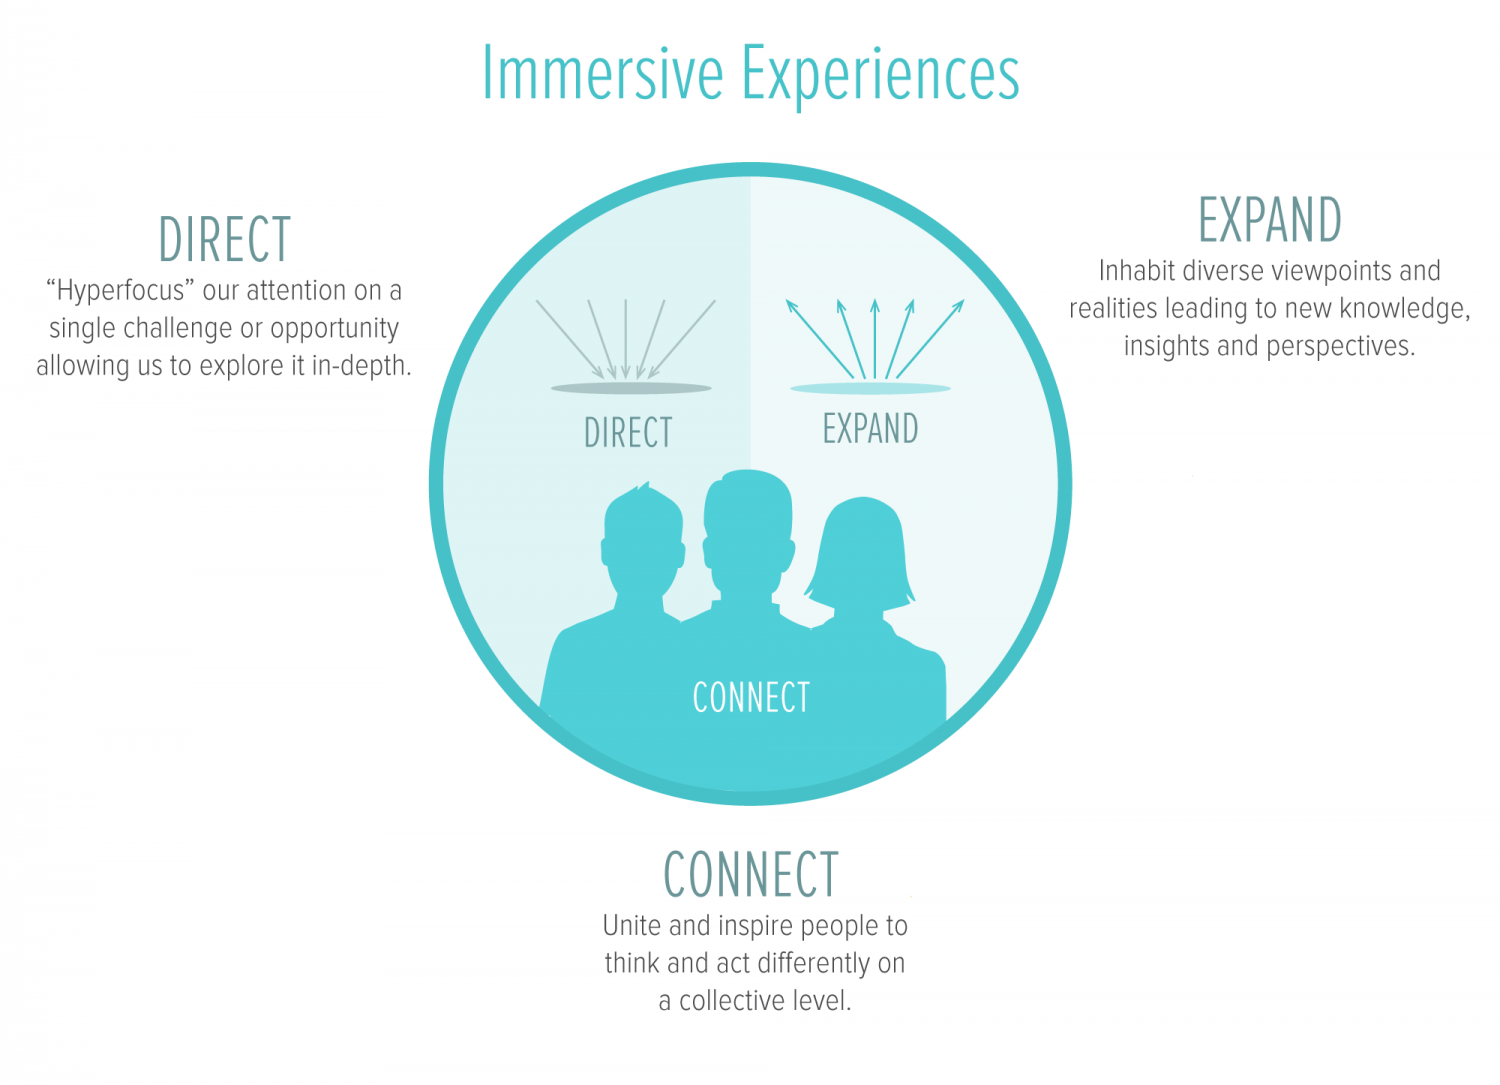 Immersive Experiences
DIRECT
“Hyperfocus” our attention on a
single challenge or opportunity
allowing us to explore it in-depth.
EXPAND
Inhabit diverse viewpoints and
realities leading to new knowledge,
insights and perspectives.
DIRECT
EXPAND
CONNECT
CONNECT
Unite and inspire people to
think and act differently on
a collective level.